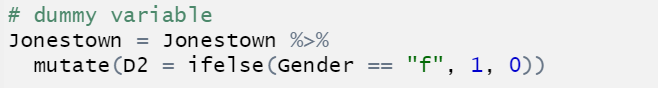 # dummy variable
Jonestown = Jonestown %>%
  mutate(D2 = ifelse(Gender == "f", 1, 0))